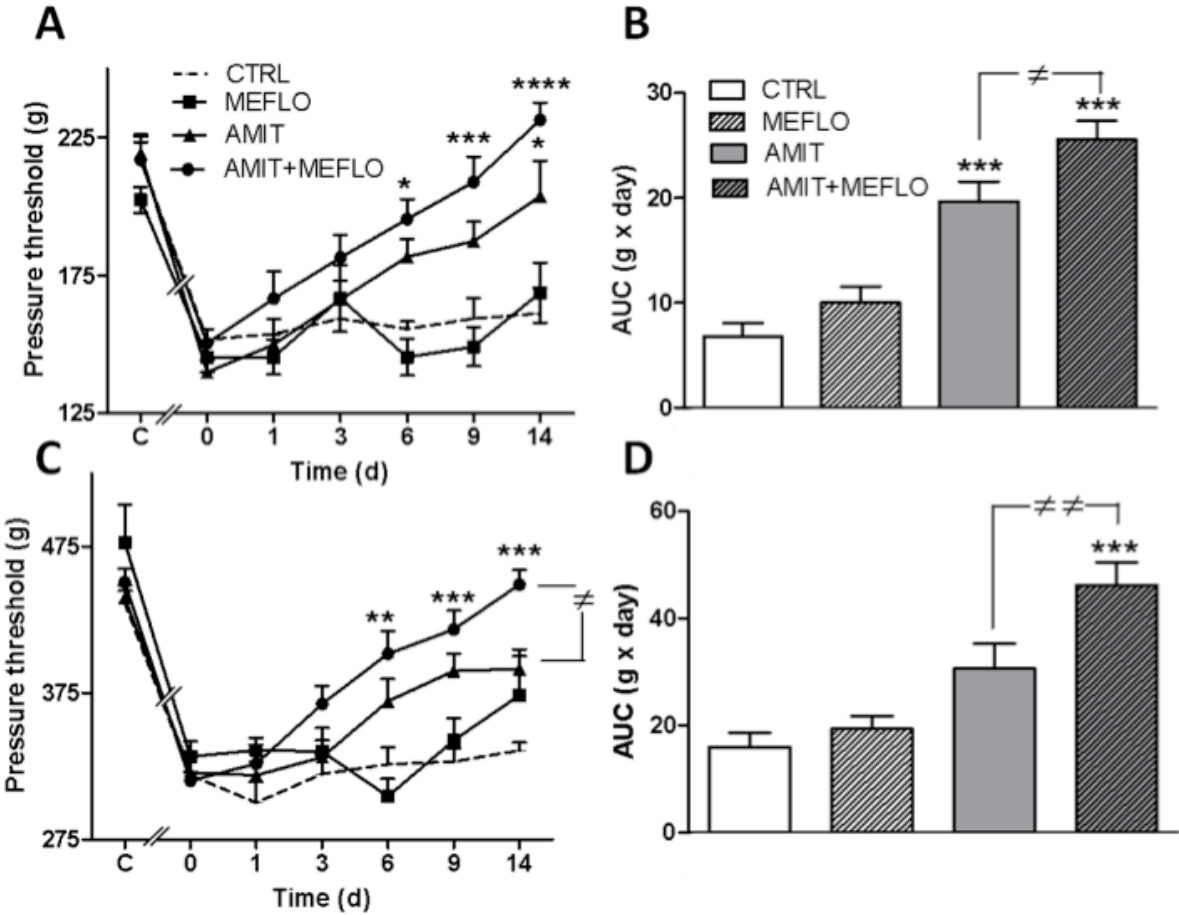 A
CTRL
MEFLO
AMIT
AMIT+MEFLO
****
***
*
*
Pressure threshold (g)
225
175
125
C 0 1 3 6 9 14
Time (d)
B
≠
CTRL
MEFLO
AMIT
AMIT+MEFLO
***
***
AUC (g x day)
30
20
10
0
C
Pressure threshold (g)
475
375
275
**
***
***
≠
C 0 1 3 6 9 14
Time (d)
D
≠ ≠
***
AUC (g x day)
60
40
20
0